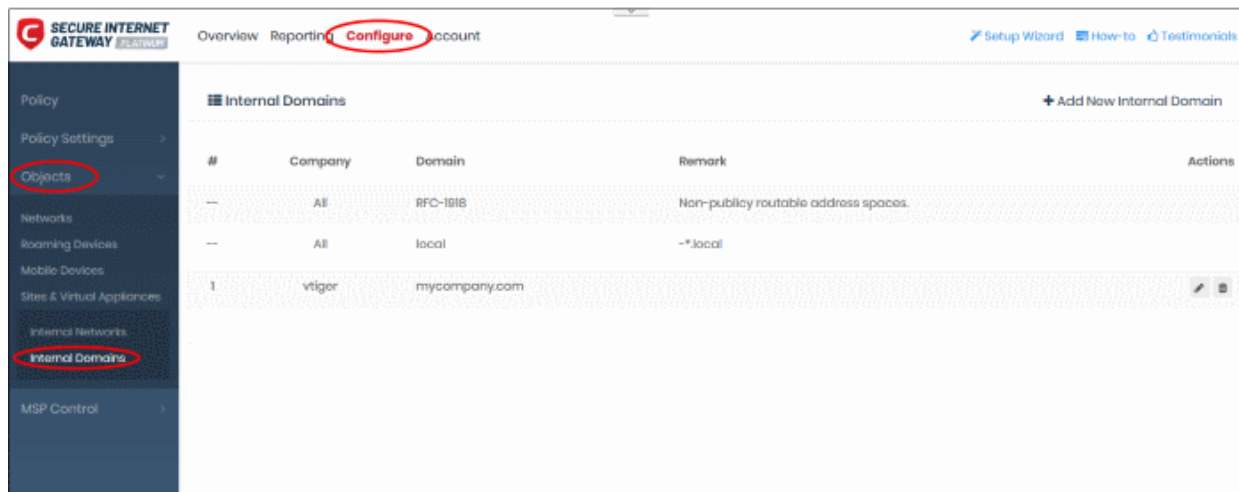 SECURE INTERNET
GATEWAY PLATINUM
Overview Reporting Configure Account
Setup Wizard How-to Testimonials
Policy
Policy Settings
Objects
Networks
Roaming Devices
Mobile Devices
Sites & Virtual Appliances
Internal Networks
Internal Domains
MSP Control
Internal Domains
Add New Internal Domain
# Company Domain Remark Actions
-- All RFC-1918 Non-publicy routable address spaces.
-- All local -*.local
1 vtiger mycompany.com